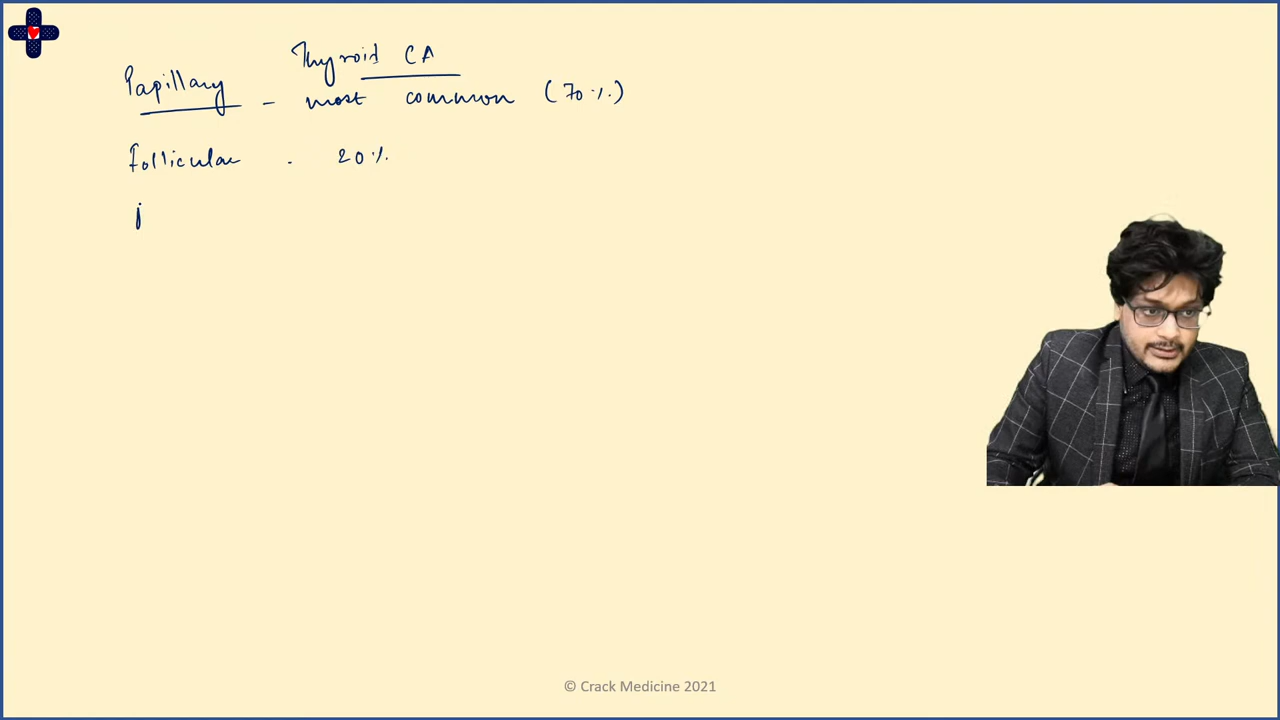 Thyroid CA
Papillary - most common (70%)
Follicular - 20%
© Crack Medicine 2021